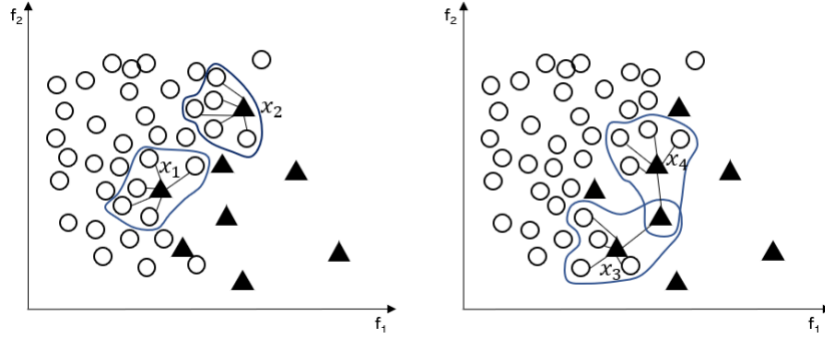 f₂
x₂
x₁
f₁
f₂
x₄
x₃
f₁